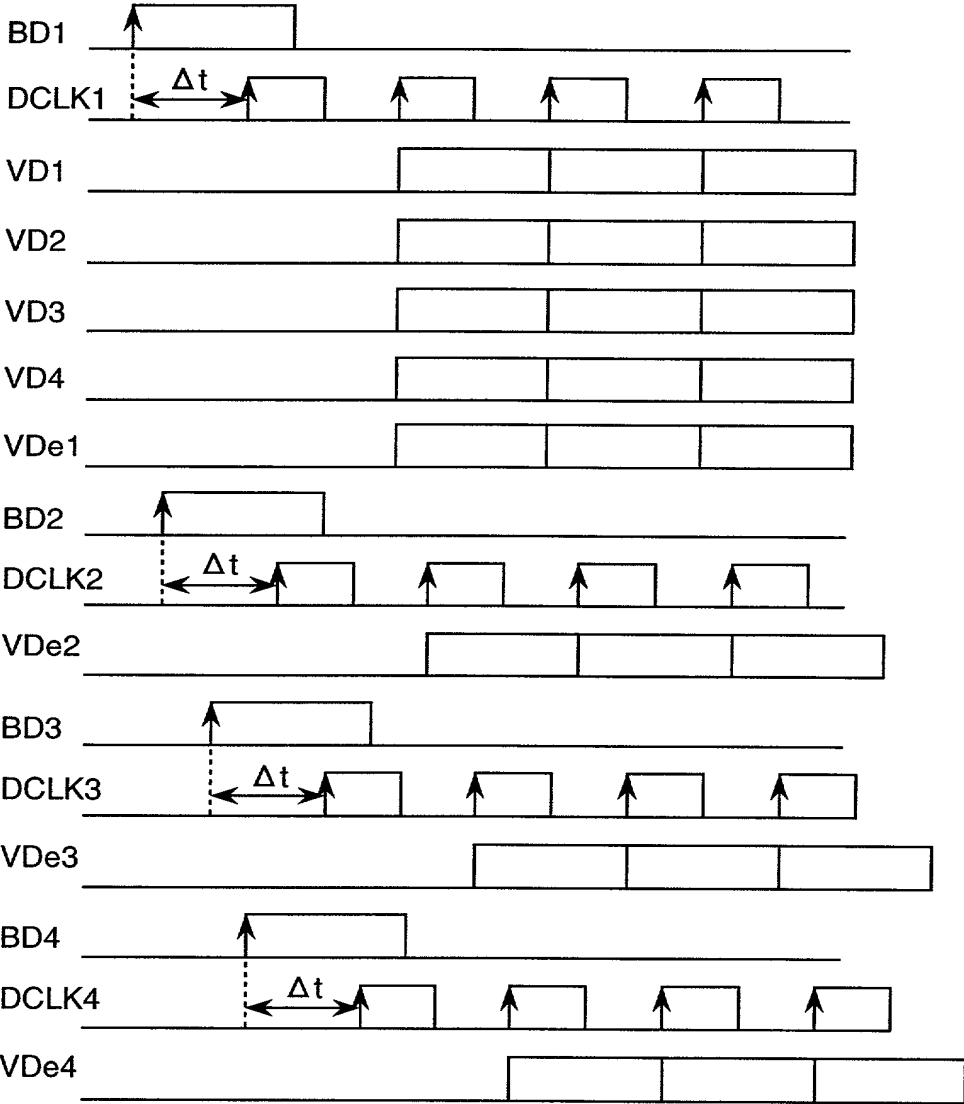 BD1
Δt
DCLK1
VD1
VD2
VD3
VD4
VDe1
BD2
Δt
DCLK2
VDe2
BD3
Δt
DCLK3
VDe3
BD4
Δt
DCLK4
VDe4